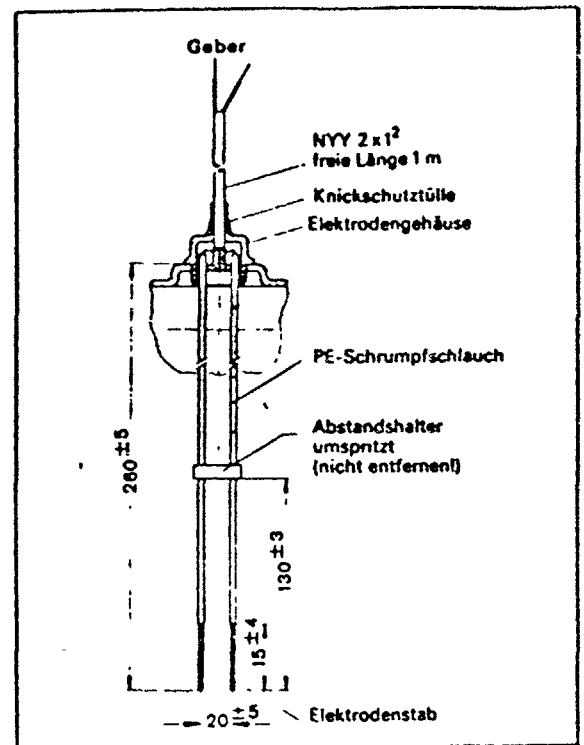 Geber
NYY 2x1²
freie Länge 1 m
Knickschutztülle
Elektrodengehäuse
PE-Schrumpfschlauch
Abstandshalter
umspritzt
(nicht entfernen!)
260±5
130±3
15±4
20±5
Elektrodenstab